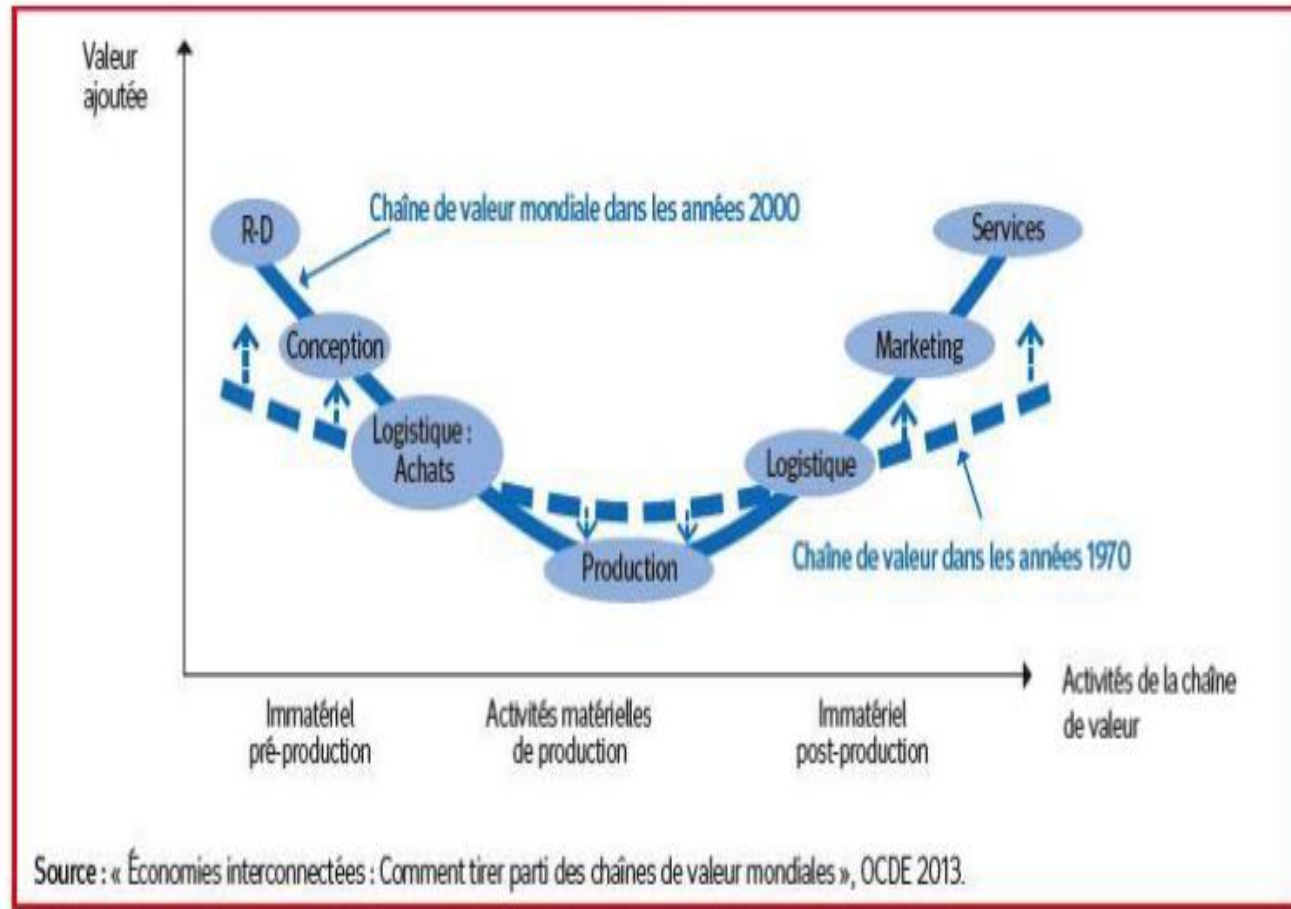 Valeur
ajoutée
Chaîne de valeur mondiale dans les années 2000
R-D
Services
Conception
Marketing
Logistique :
Achats
Logistique
Production
Chaîne de valeur dans les années 1970
Activités de la chaîne
de valeur
Immatériel
pré-production
Activités matérielles
de production
Immatériel
post-production
Source : « Économies interconnectées : Comment tirer parti des chaînes de valeur mondiales », OCDE 2013.